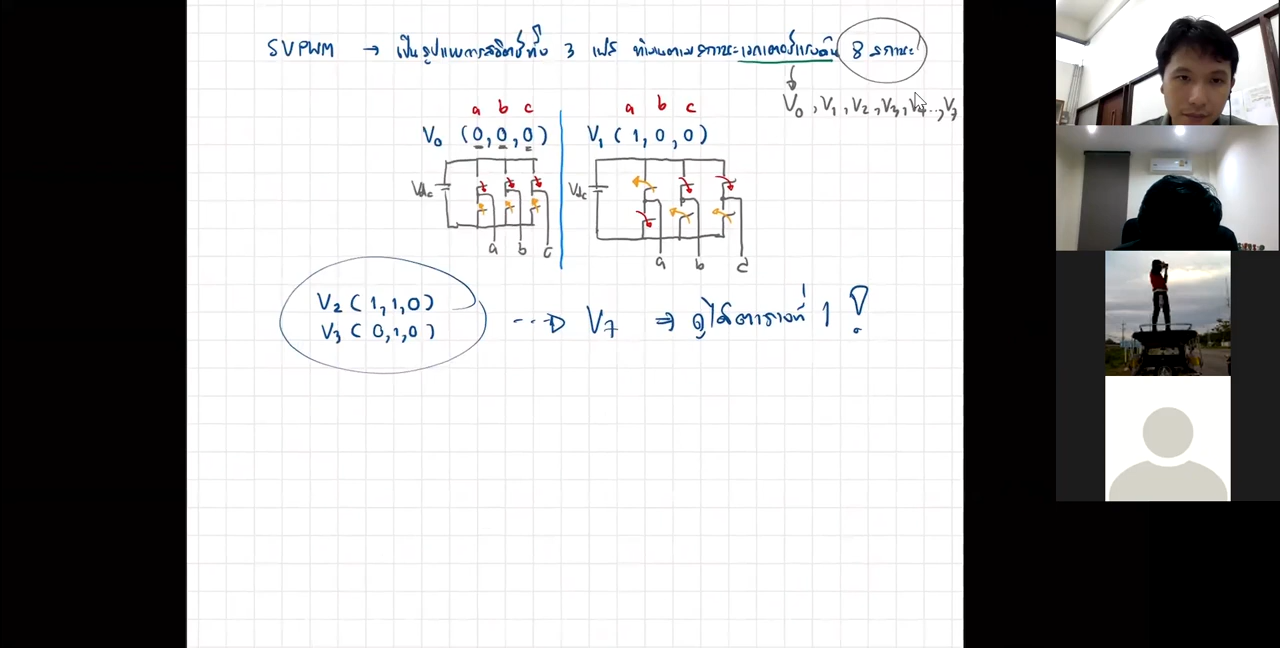 SVPWM → เป็นรูปแบบการสวิตช์ทั้ง 3 เฟส ทำงานตามสถานะเวกเตอร์แรงดัน 8 สถานะ
V0, V1, V2, V3, V4..., V7
a b c
a b c
V0 (0,0,0)
V1 (1,0,0)
Vdc
Vdc
a b c
a b c
V2 (1,1,0)
V3 (0,1,0)
---→ V7 ⇒ ดูได้ตารางที่ 1 !